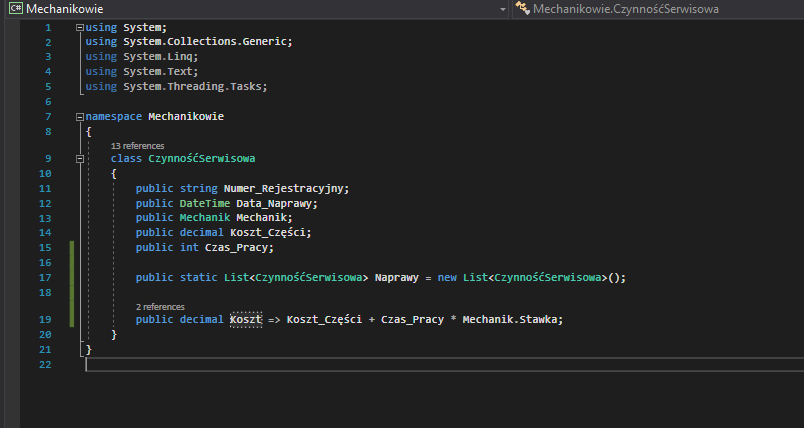 C# Mechanikowie Mechanikowie.CzynnośćSerwisowa
1 using System;
2 using System.Collections.Generic;
3 using System.Linq;
4 using System.Text;
5 using System.Threading.Tasks;
6
7 namespace Mechanikowie
8 {
13 references
9 class CzynnośćSerwisowa
10 {
11 public string Numer_Rejestracyjny;
12 public DateTime Data_Naprawy;
13 public Mechanik Mechanik;
14 public decimal Koszt_Części;
15 public int Czas_Pracy;
16
17 public static List<CzynnośćSerwisowa> Naprawy = new List<CzynnośćSerwisowa>();
18
2 references
19 public decimal Koszt => Koszt_Części + Czas_Pracy * Mechanik.Stawka;
20 }
21 }
22